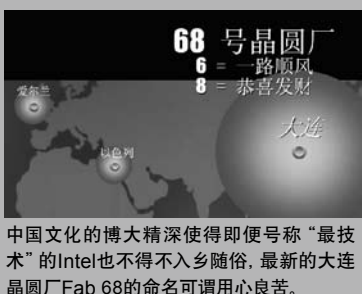 68 号晶圆厂
6 = 一路顺风
8 = 恭喜发财
爱尔兰
大连
以色列
中国文化的博大精深使得即便号称“最技
术”的Intel也不得不入乡随俗, 最新的大连
晶圆厂Fab 68的命名可谓用心良苦。